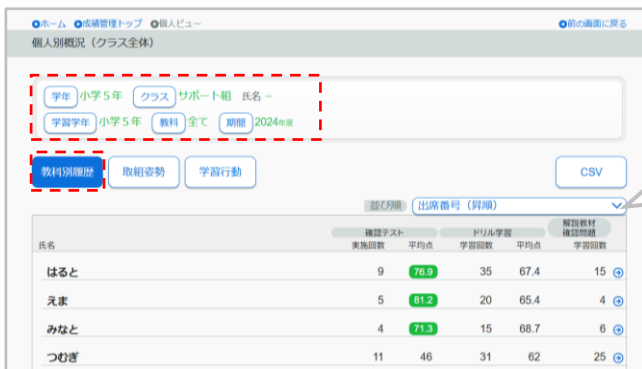 ホーム 成績管理トップ 個人ビュー 前の画面に戻る
個人別概況（クラス全体）
学年 小学５年 クラス サポート組 氏名 －
学習学年 小学５年 教科 全て 期間 2024年度
教科別履歴 取組姿勢 学習行動 CSV
並び順 出席番号（昇順）
確認テスト ドリル学習 解説教材 確認問題
氏名 実施回数 平均点 学習回数 平均点 学習回数
はると 9 76.9 35 67.4 15
えま 5 81.2 20 65.4 4
みなと 4 71.3 15 68.7 6
つむぎ 11 46 31 62 25